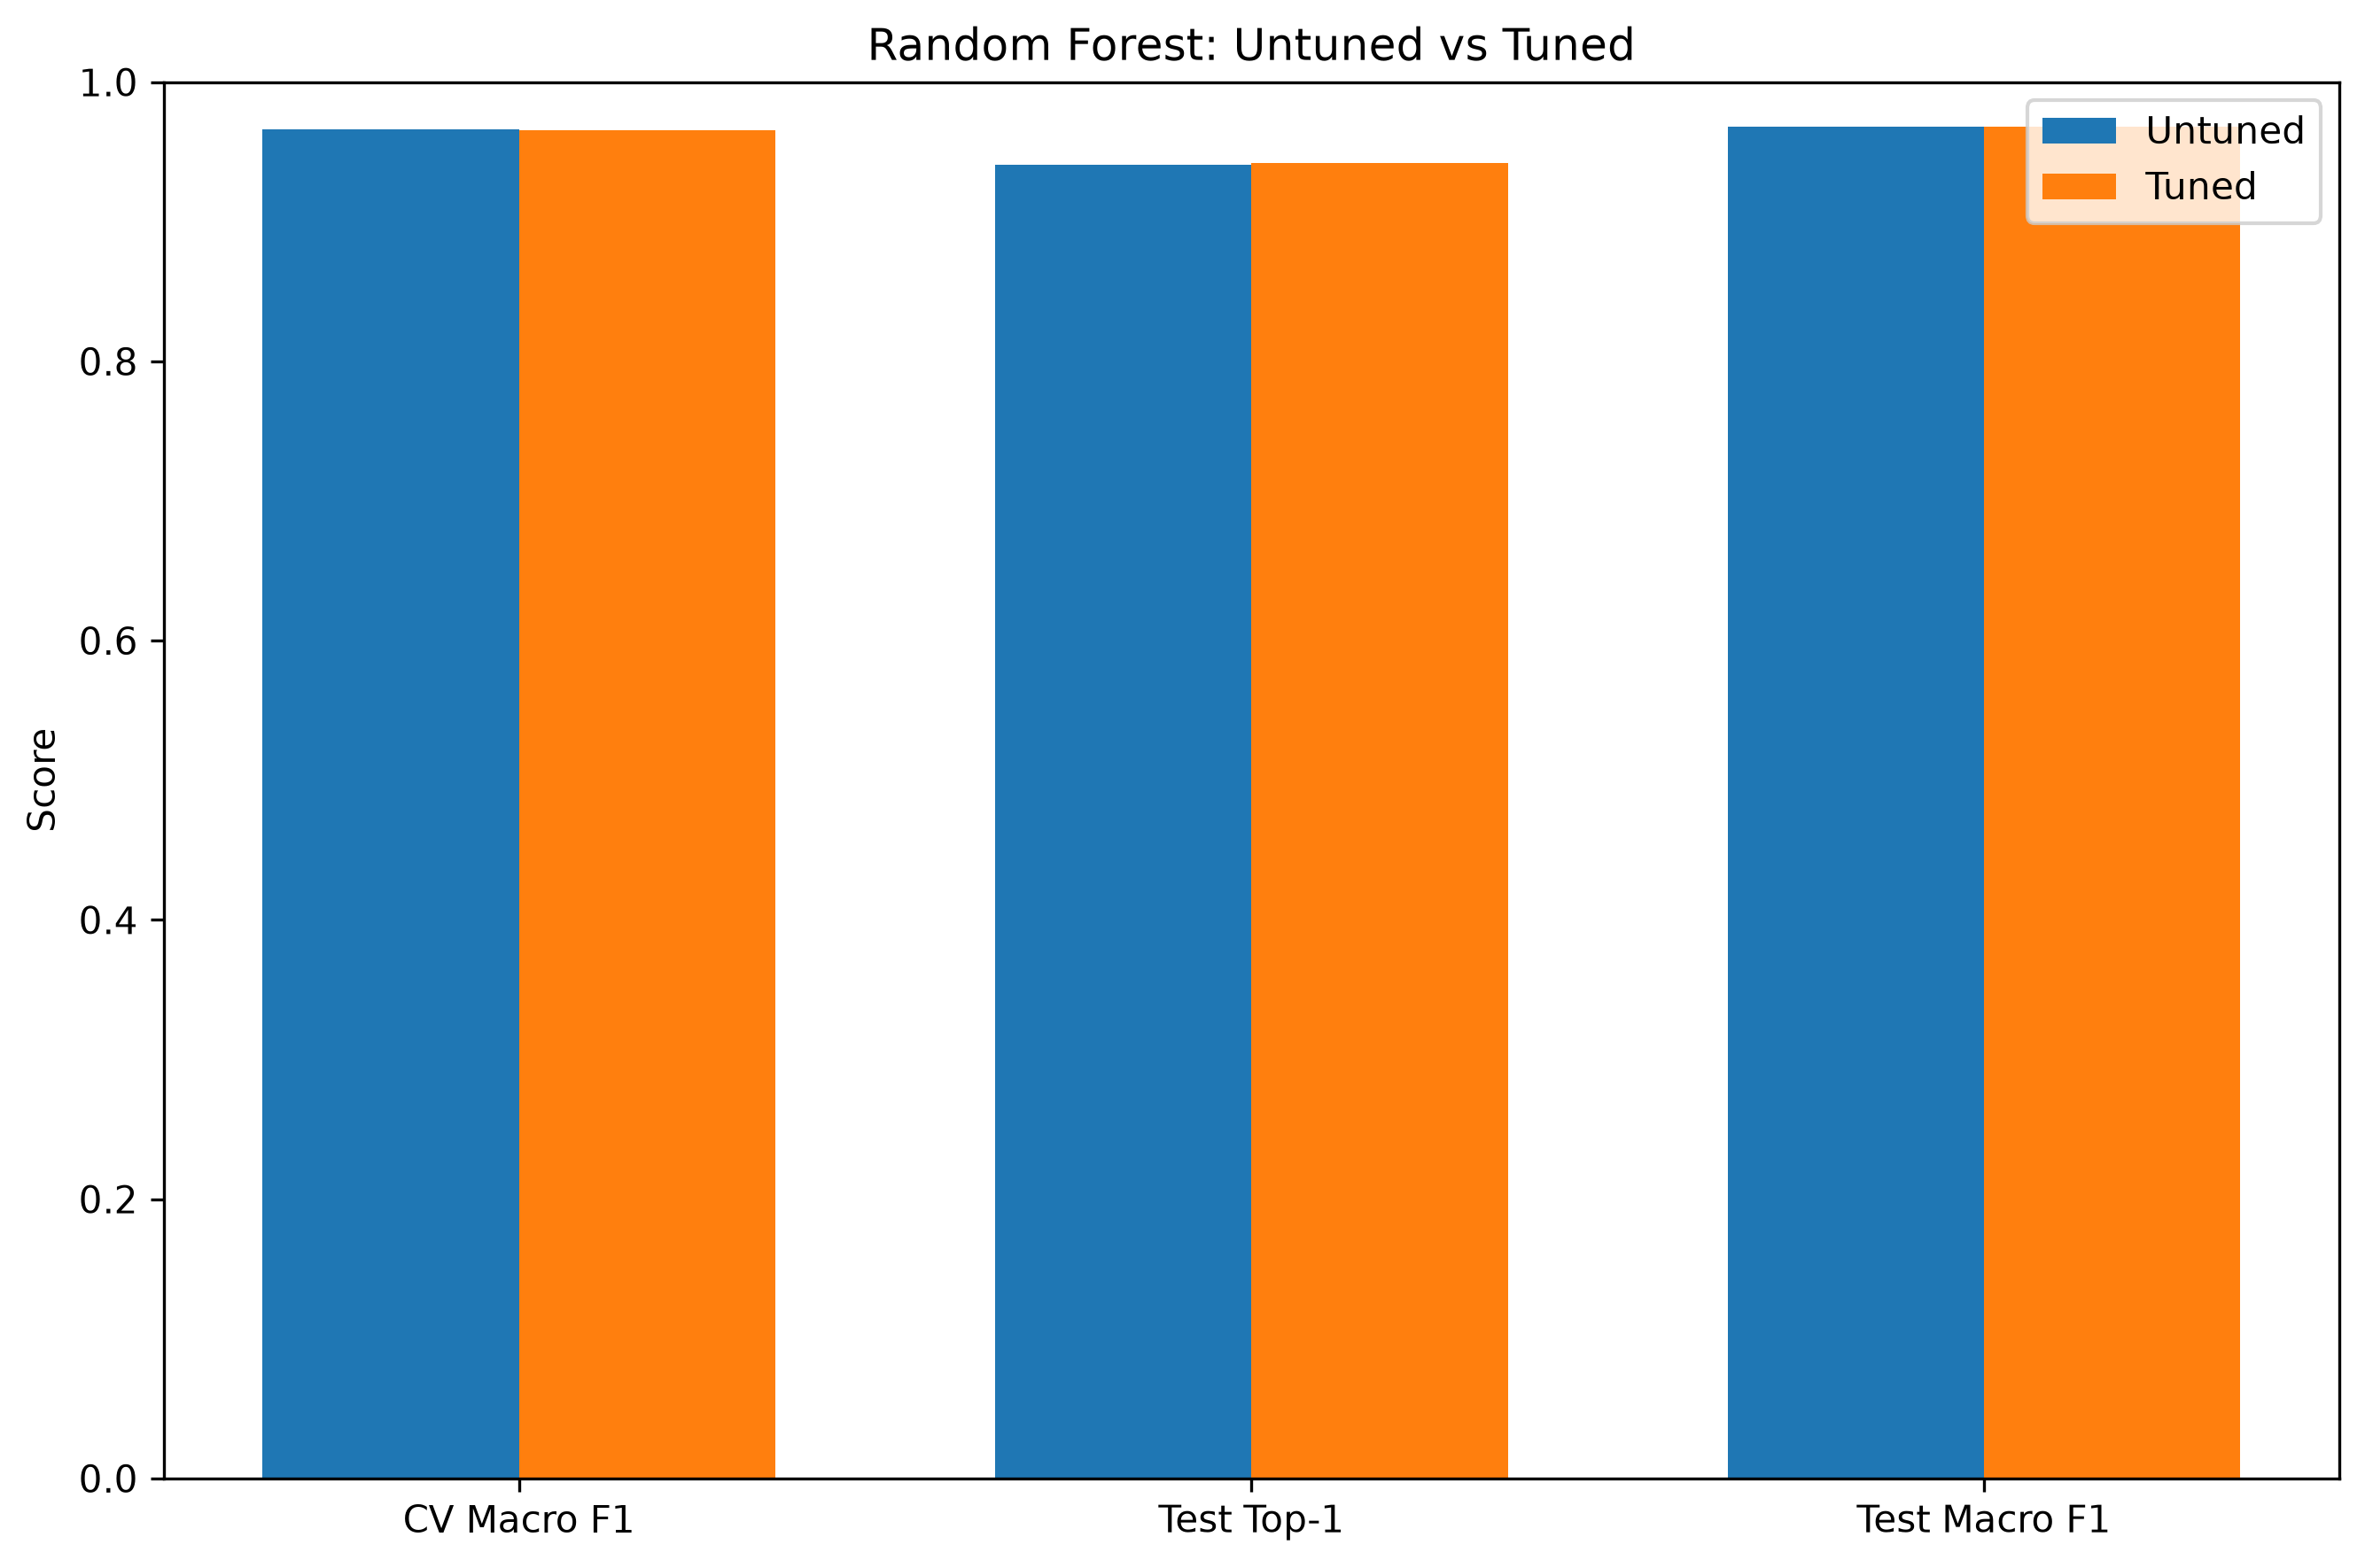 Random Forest: Untuned vs Tuned
1.0
0.8
0.6
0.4
0.2
0.0
Score
Untuned
Tuned
CV Macro F1
Test Top-1
Test Macro F1